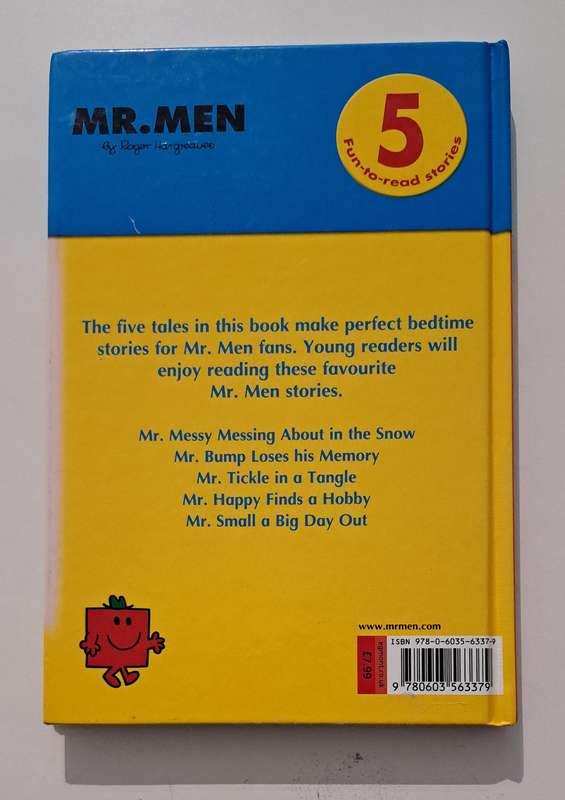 MR.MEN
By Roger Hargreaves
5
Fun-to-read stories
The five tales in this book make perfect bedtime
stories for Mr. Men fans. Young readers will
enjoy reading these favourite
Mr. Men stories.
Mr. Messy Messing About in the Snow
Mr. Bump Loses his Memory
Mr. Tickle in a Tangle
Mr. Happy Finds a Hobby
Mr. Small a Big Day Out
www.mrmen.com
ISBN 978-0-6035-6337-9
egmont.co.uk
£7.99
9 780603 563379